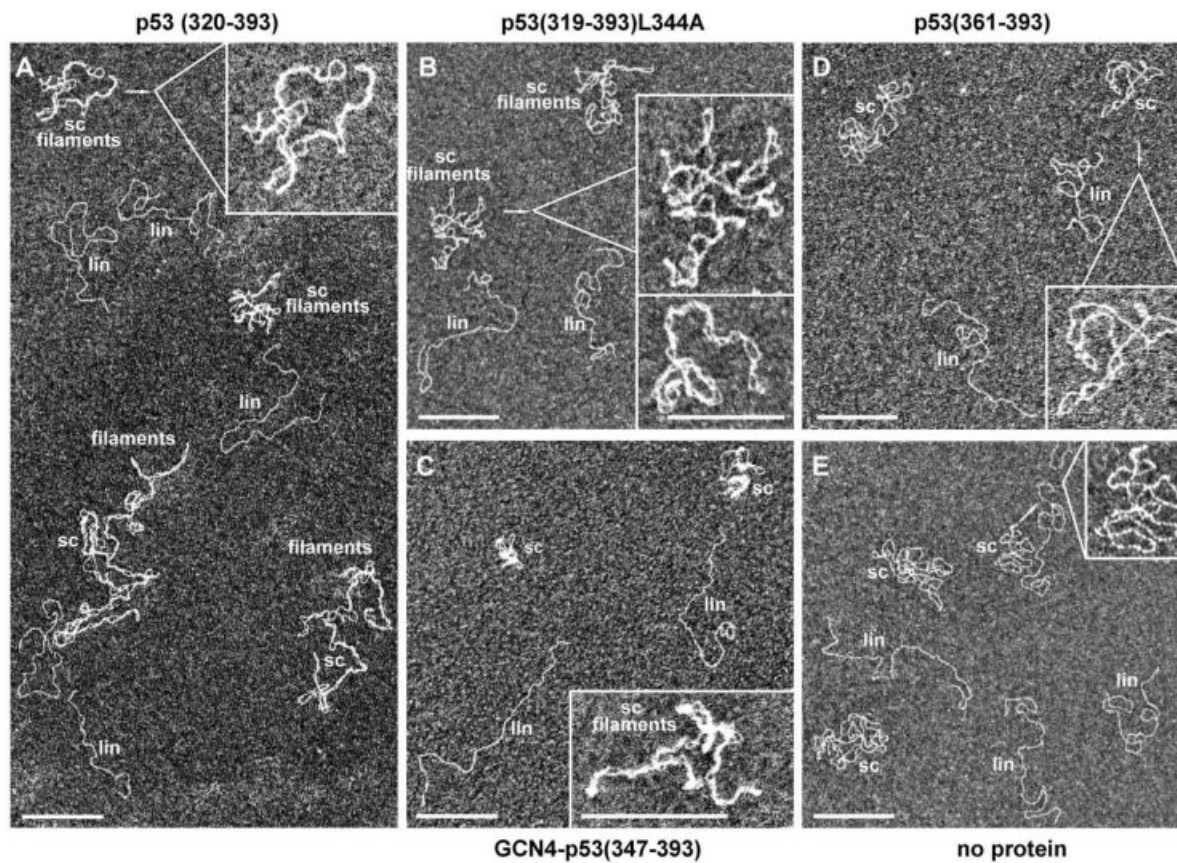 p53 (320-393)
p53(319-393)L344A
p53(361-393)
A
sc
filaments
lin
lin
sc
filaments
lin
filaments
sc
filaments
sc
lin
B
sc
filaments
sc
filaments
lin
lin
C
sc
sc
lin
lin
sc
filaments
GCN4-p53(347-393)
D
sc
sc
lin
lin
E
sc
sc
lin
lin
sc
lin
no protein